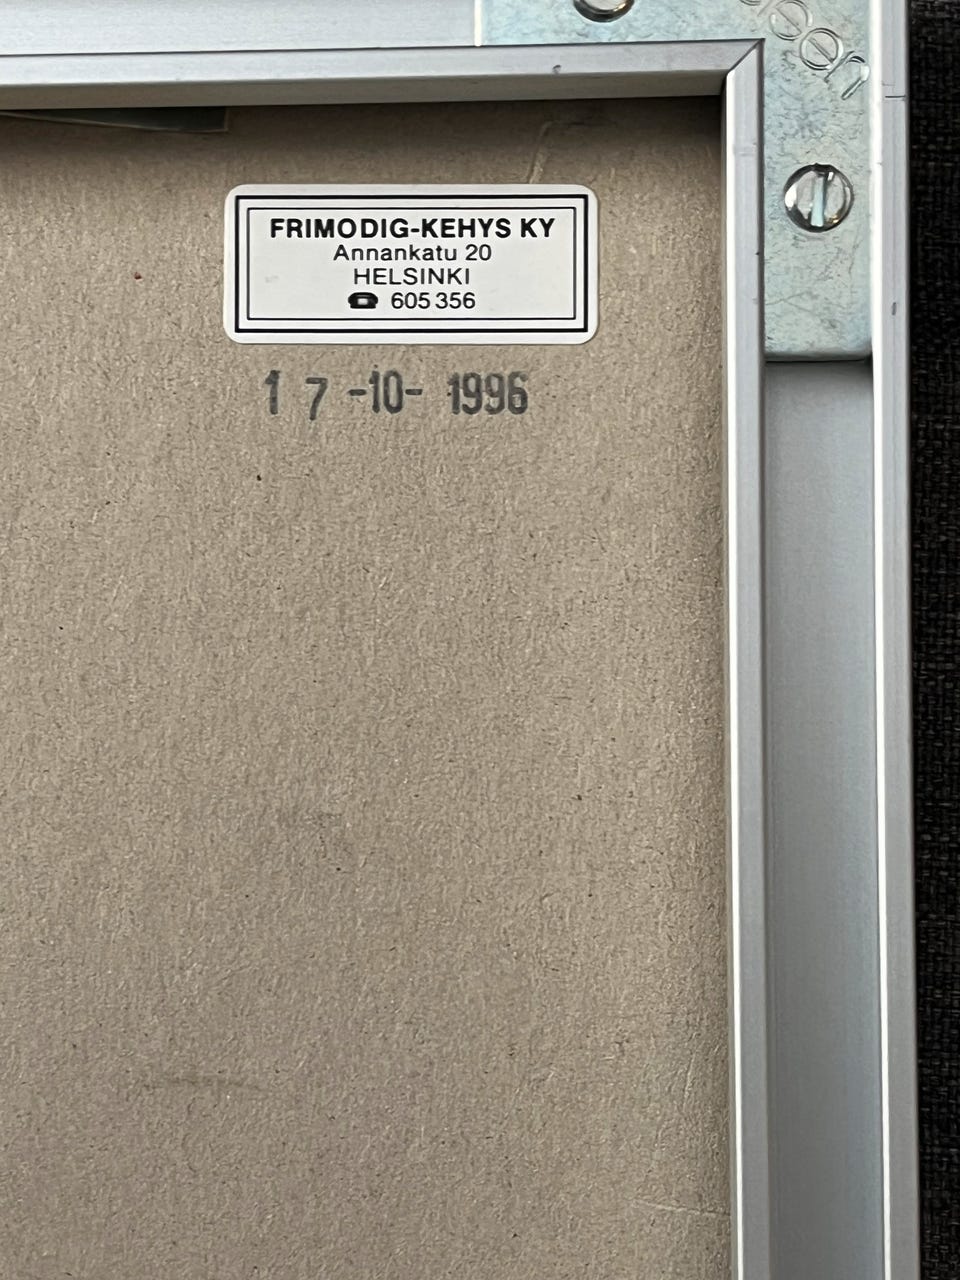 FRIMODIG-KEHYS KY
Annankatu 20
HELSINKI
☎ 605 356
17 -10- 1996